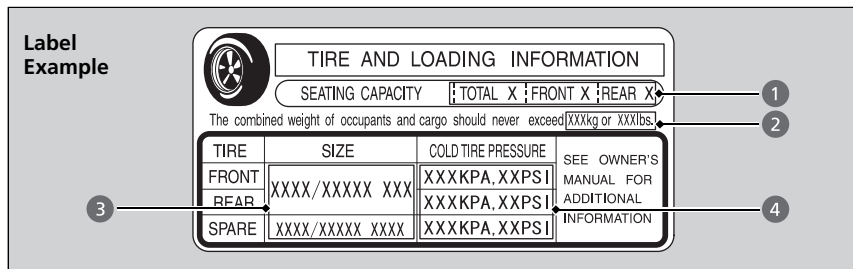 Label
Example
TIRE AND LOADING INFORMATION
SEATING CAPACITY TOTAL X FRONT X REAR X
1
The combined weight of occupants and cargo should never exceed XXXkg or XXXlbs.
2
TIRE SIZE COLD TIRE PRESSURE
SEE OWNER'S
MANUAL FOR
ADDITIONAL
INFORMATION
FRONT XXXX/XXXXX XXX XXXKPA,XXPSI
REAR XXXKPA,XXPSI
3
4
SPARE XXXX/XXXXX XXXX XXXKPA,XXPSI